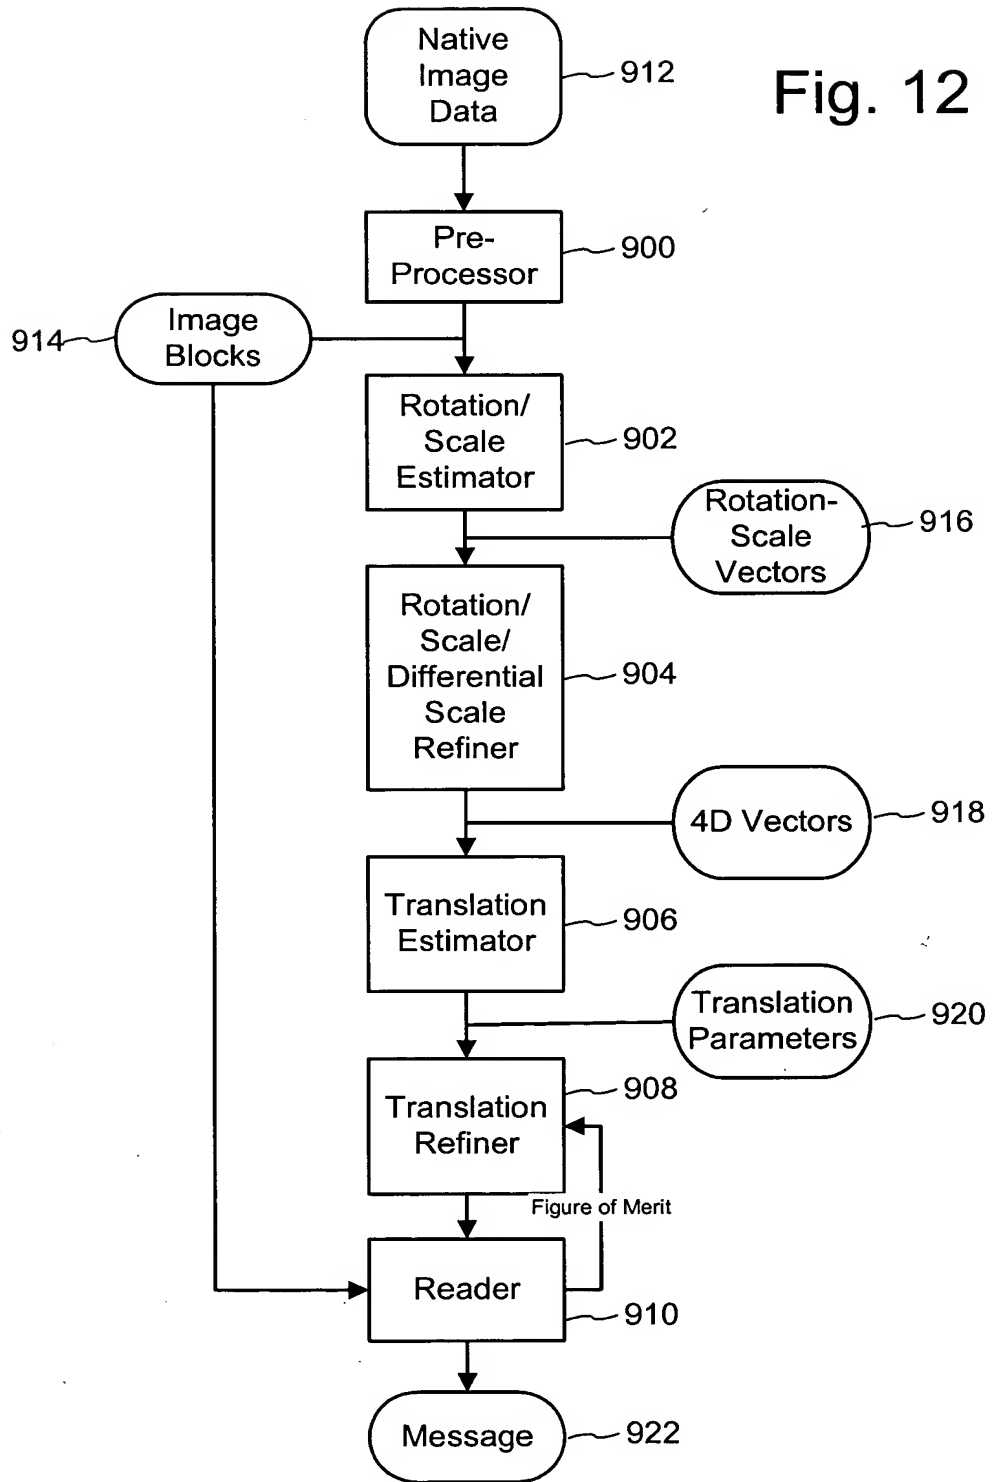 Fig. 12
Native
Image
Data
912
Pre-
Processor
900
Image
Blocks
914
Rotation/
Scale
Estimator
902
Rotation-
Scale
Vectors
916
Rotation/
Scale/
Differential
Scale
Refiner
904
4D Vectors
918
Translation
Estimator
906
Translation
Parameters
920
Translation
Refiner
908
Figure of Merit
Reader
910
Message
922